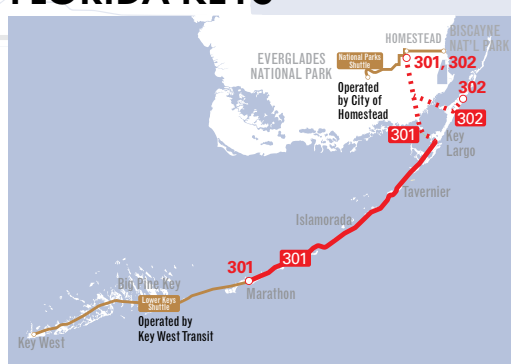 FLORIDA KEYS
BISCAYNE
NAT'L PARK
HOMESTEAD
EVERGLADES
NATIONAL PARK
National Parks
Shuttle
301, 302
Operated
by City of
Homestead
302
302
301
Key
Largo
Tavernier
Islamorada
301
301
Big Pine Key
Marathon
Lower Keys
Shuttle
Operated by
Key West Transit
Key West